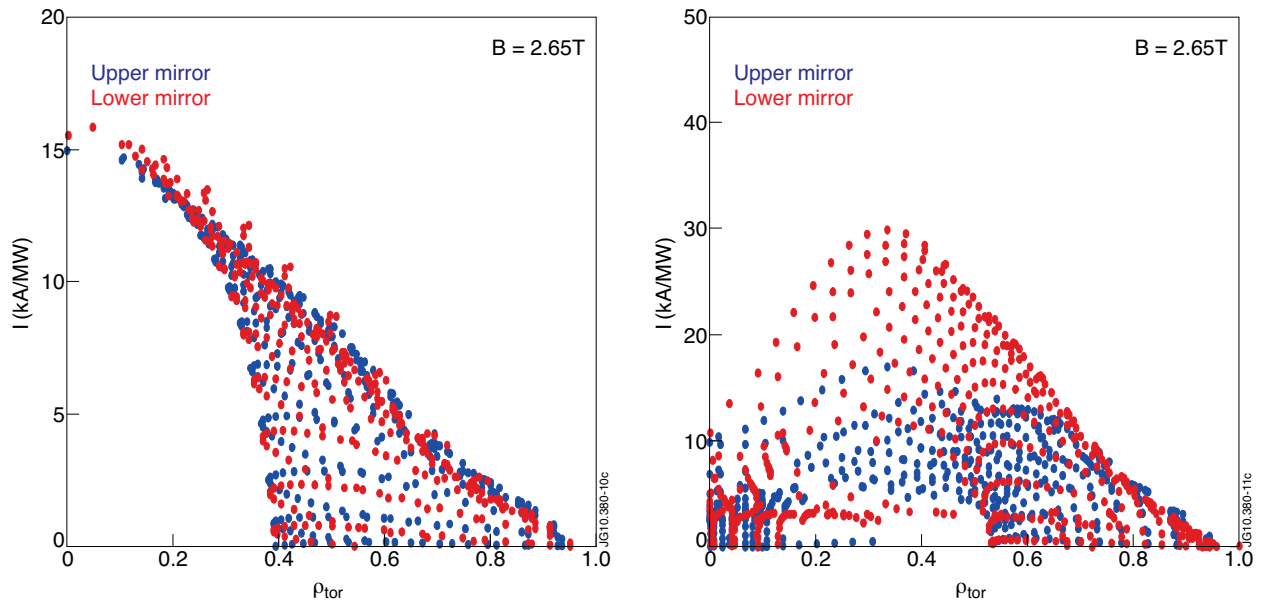 20
B = 2.65T
Upper mirror
Lower mirror
15
I (kA/MW)
10
5
0
0
0.2
0.4
0.6
0.8
1.0
ρtor
JG10.380-10c
50
B = 2.65T
Upper mirror
Lower mirror
40
30
I (kA/MW)
20
10
0
0
0.2
0.4
0.6
0.8
1.0
ρtor
JG10.380-11c